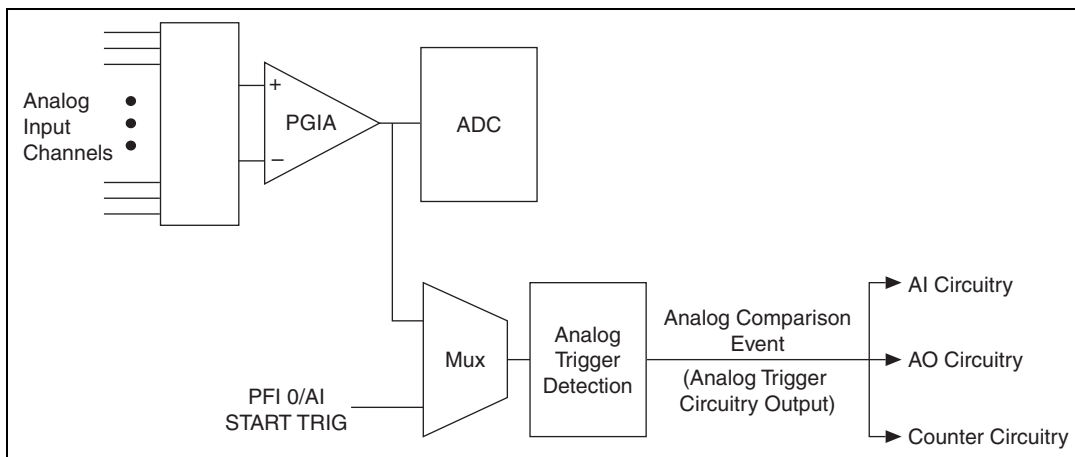 Analog
Input
Channels
+
PGIA
−
ADC
Mux
PFI 0/AI
START TRIG
Analog
Trigger
Detection
Analog Comparison
Event
(Analog Trigger
Circuitry Output)
AI Circuitry
AO Circuitry
Counter Circuitry